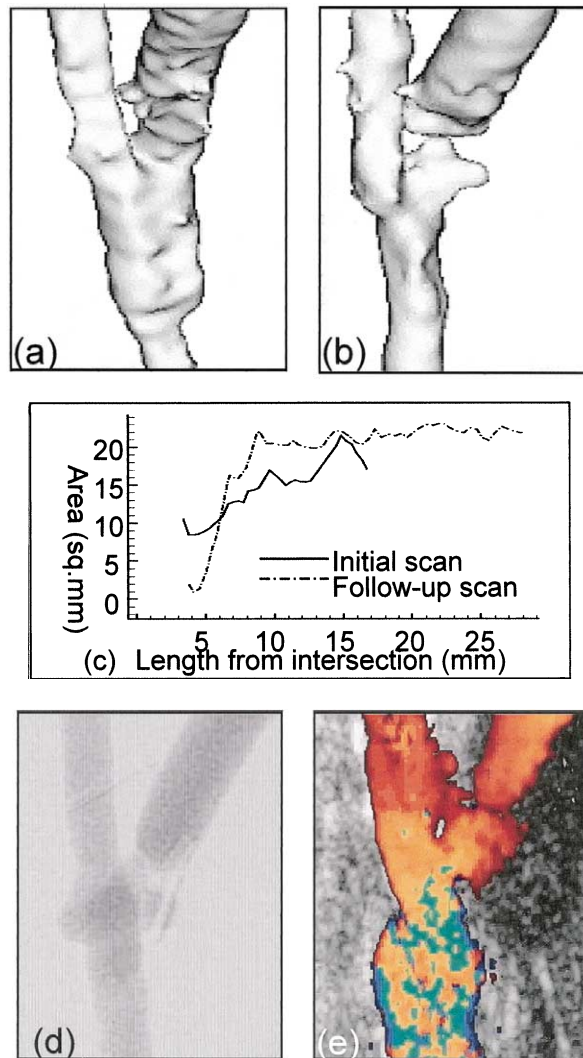 (a)
(b)
Area (sq.mm)
20
15
10
5
0
Initial scan
Follow-up scan
5 10 15 20 25
(c) Length from intersection (mm)
(d)
(e)